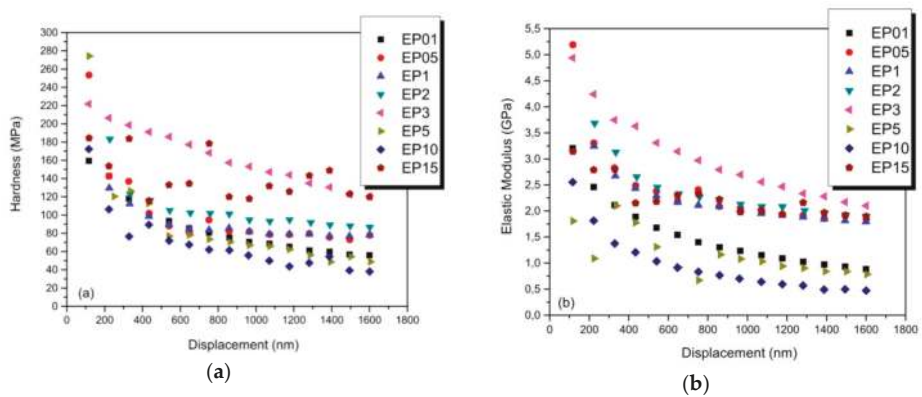 300
280
260
240
220
200
180
160
140
120
100
80
60
40
20
0
Hardness (MPa)
EP01
EP05
EP1
EP2
EP3
EP5
EP10
EP15
(a)
0 200 400 600 800 1000 1200 1400 1600 1800
Displacement (nm)
(a)
5,5
5,0
4,5
4,0
3,5
3,0
2,5
2,0
1,5
1,0
0,5
0,0
Elastic Modulus (GPa)
EP01
EP05
EP1
EP2
EP3
EP5
EP10
EP15
(b)
0 200 400 600 800 1000 1200 1400 1600 1800
Displacement (nm)
(b)